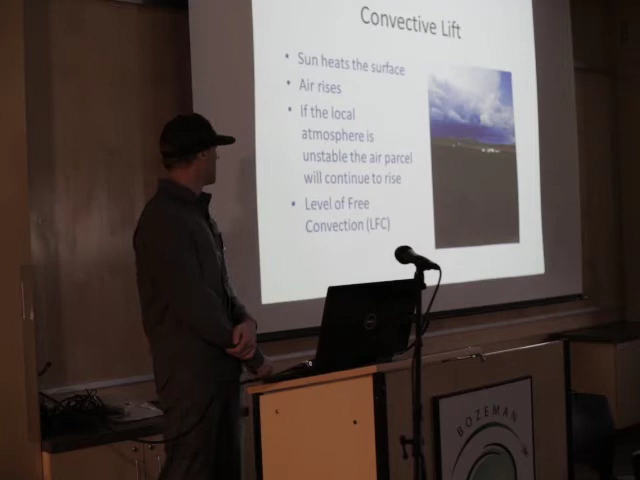 Convective Lift
• Sun heats the surface
• Air rises
• If the local
atmosphere is
unstable the air parcel
will continue to rise
• Level of Free
Convection (LFC)
DELL
BOZEMAN